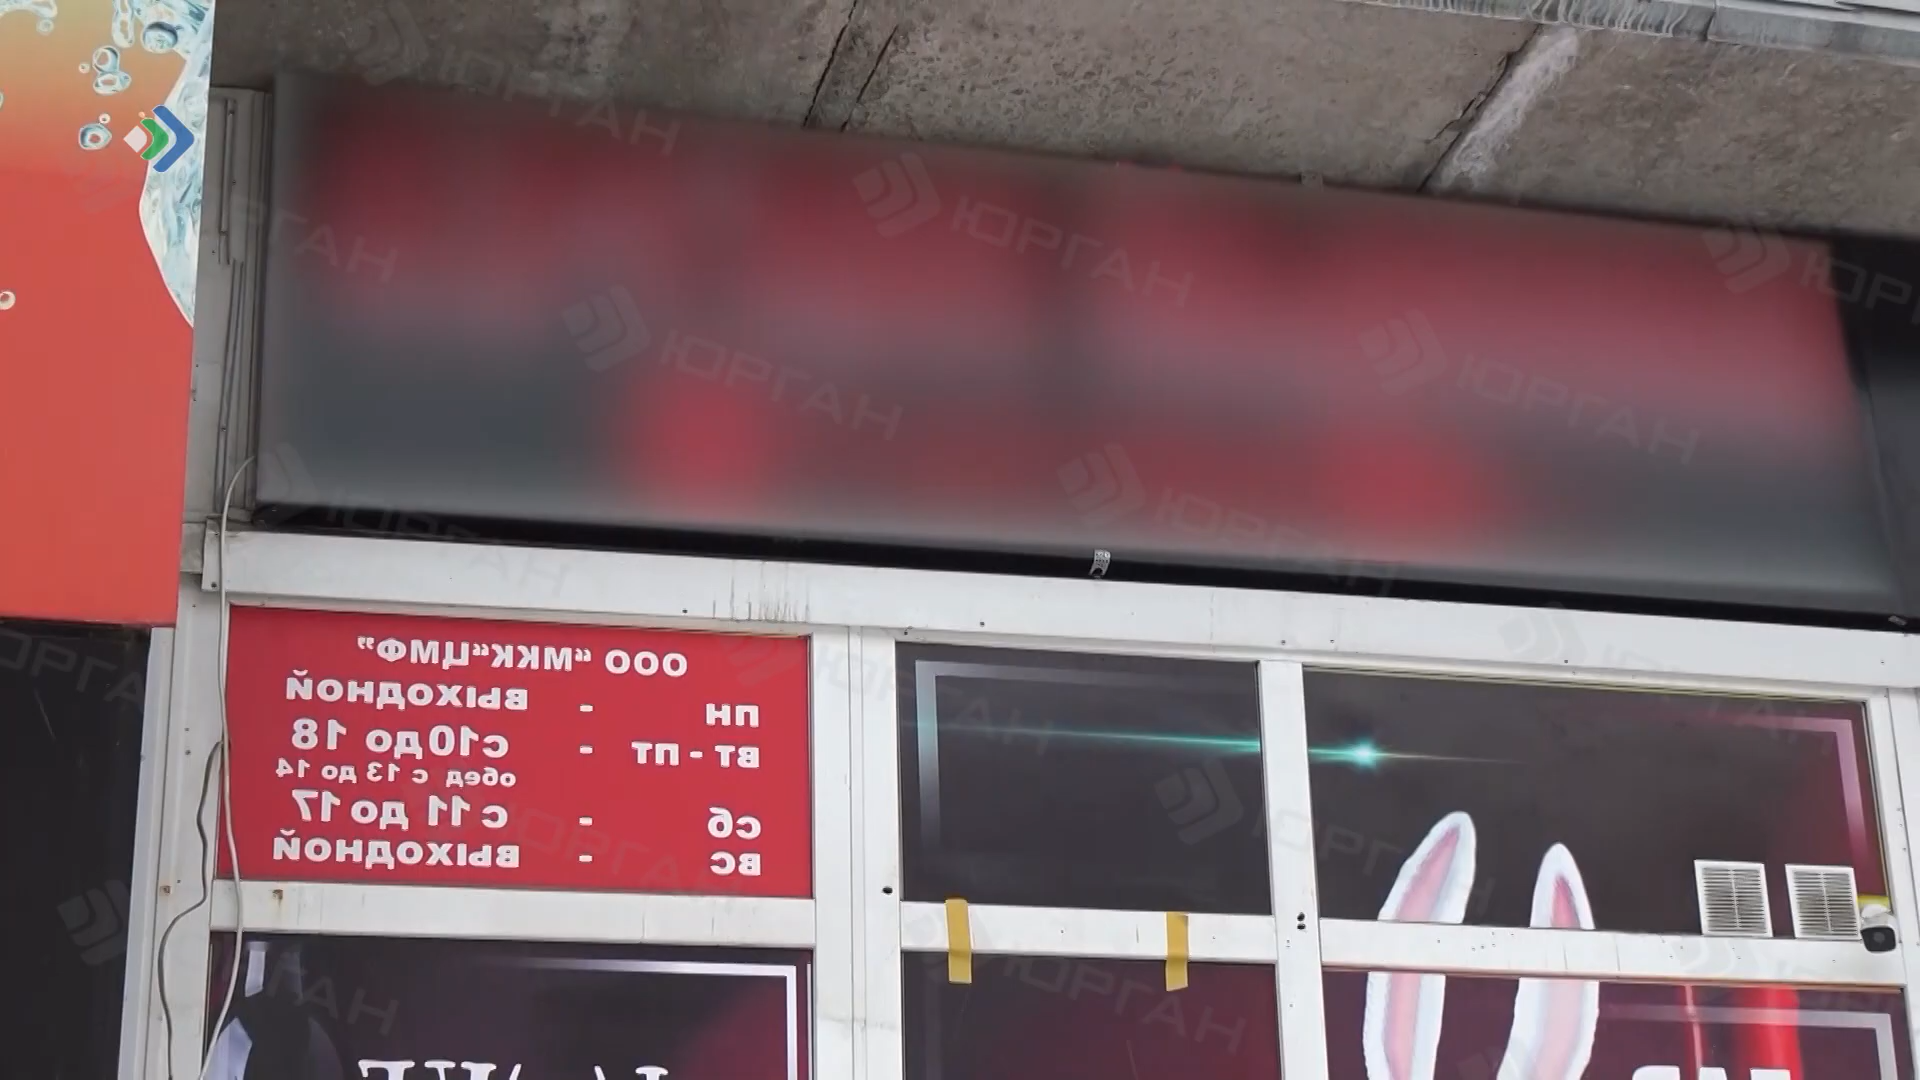 ООО “МКК“ЦМФ”
ПН - ВЫХОДНОЙ
ВТ - ПТ - с10до 18
обед с 13 до 14
сб - с 11 до 17
ВС - ВЫХОДНОЙ
ЮРГАН